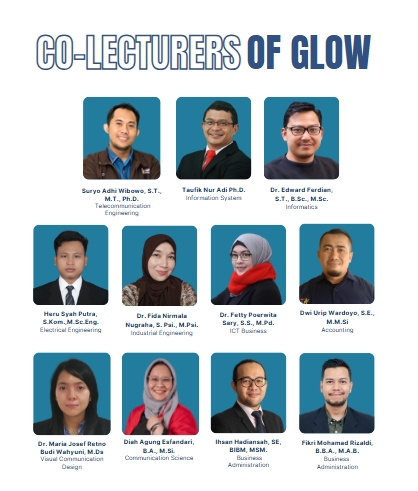 CO-LECTURERS OF GLOW
Suryo Adhi Wibowo, S.T.,
M.T., Ph.D.
Telecommunication
Engineering
Taufik Nur Adi Ph.D.
Information System
Dr. Edward Ferdian,
S.T., B.Sc., M.Sc.
Informatics
Heru Syah Putra,
S.Kom.,M.Sc.Eng.
Electrical Engineering
Dr. Fida Nirmala
Nugraha, S. Psi., M.Psi.
Industrial Engineering
Dr. Fetty Poerwita
Sary, S.S., M.Pd.
ICT Business
Dwi Urip Wardoyo, S.E.,
M.M.Si
Accounting
Dr. Maria Josef Retno
Budi Wahyuni, M.Ds
Visual Communication
Design
Diah Agung Esfandari,
B.A., M.Si.
Communication Science
Ihsan Hadiansah, SE,
BIBM, MSM.
Business
Administration
Fikri Mohamad Rizaldi,
B.B.A., M.A.B.
Business
Administration